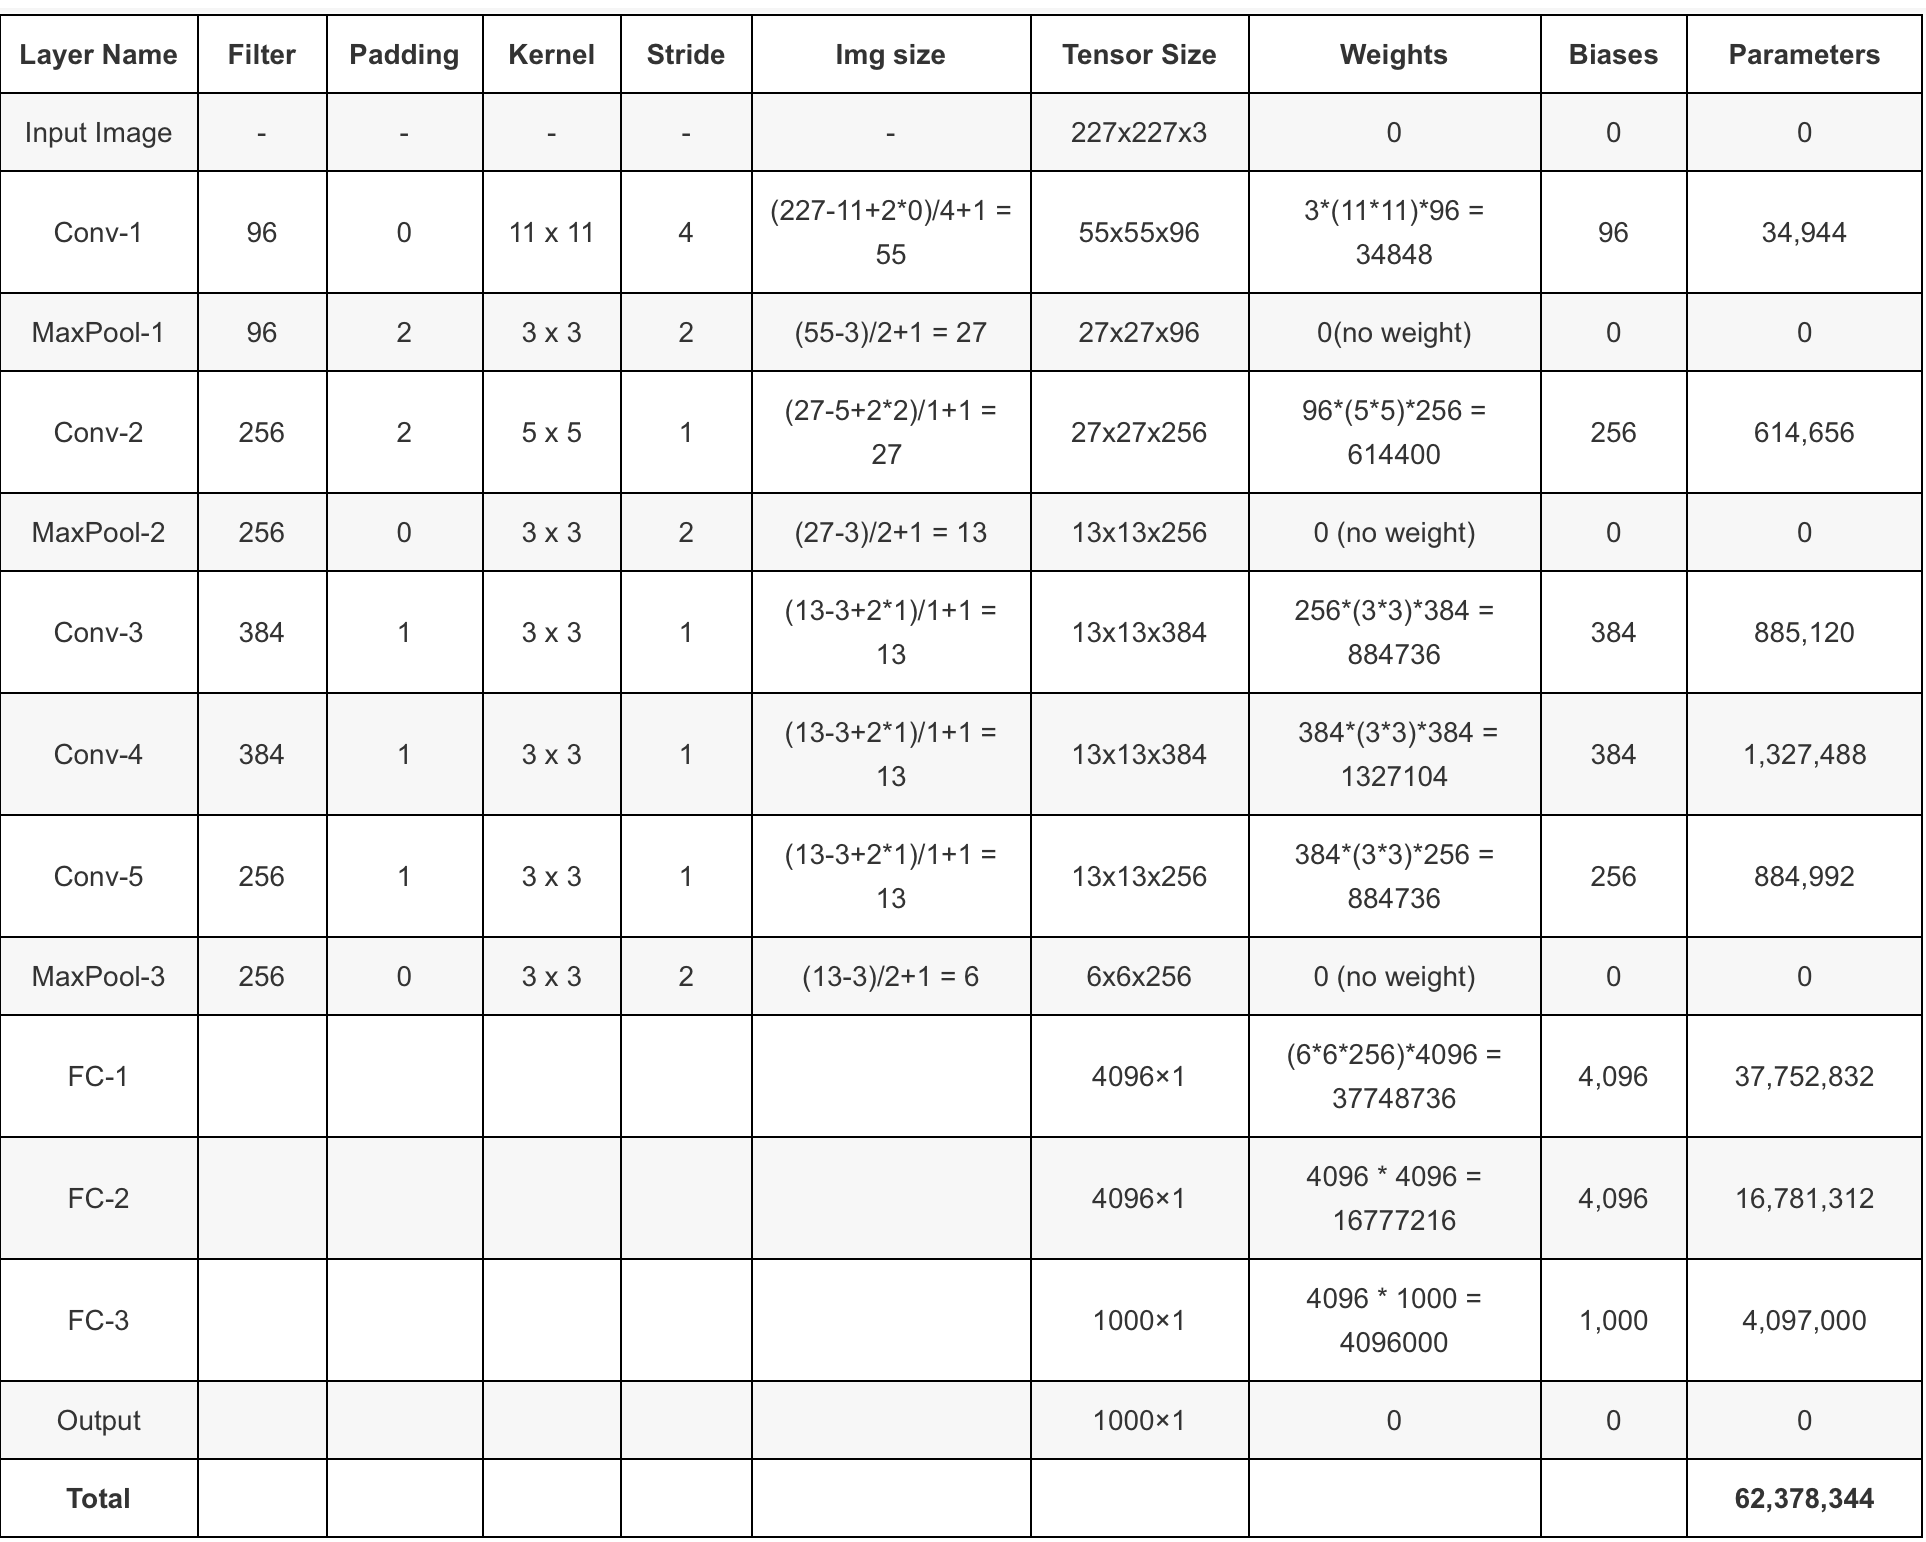 Layer Name Filter Padding Kernel Stride Img size Tensor Size Weights Biases Parameters
Input Image - - - - - 227x227x3 0 0 0
Conv-1 96 0 11 x 11 4 (227-11+2*0)/4+1 = 55 55x55x96 3*(11*11)*96 = 34848 96 34,944
MaxPool-1 96 2 3 x 3 2 (55-3)/2+1 = 27 27x27x96 0(no weight) 0 0
Conv-2 256 2 5 x 5 1 (27-5+2*2)/1+1 = 27 27x27x256 96*(5*5)*256 = 614400 256 614,656
MaxPool-2 256 0 3 x 3 2 (27-3)/2+1 = 13 13x13x256 0 (no weight) 0 0
Conv-3 384 1 3 x 3 1 (13-3+2*1)/1+1 = 13 13x13x384 256*(3*3)*384 = 884736 384 885,120
Conv-4 384 1 3 x 3 1 (13-3+2*1)/1+1 = 13 13x13x384 384*(3*3)*384 = 1327104 384 1,327,488
Conv-5 256 1 3 x 3 1 (13-3+2*1)/1+1 = 13 13x13x256 384*(3*3)*256 = 884736 256 884,992
MaxPool-3 256 0 3 x 3 2 (13-3)/2+1 = 6 6x6x256 0 (no weight) 0 0
FC-1 4096×1 (6*6*256)*4096 = 37748736 4,096 37,752,832
FC-2 4096×1 4096 * 4096 = 16777216 4,096 16,781,312
FC-3 1000×1 4096 * 1000 = 4096000 1,000 4,097,000
Output 1000×1 0 0 0
Total 62,378,344